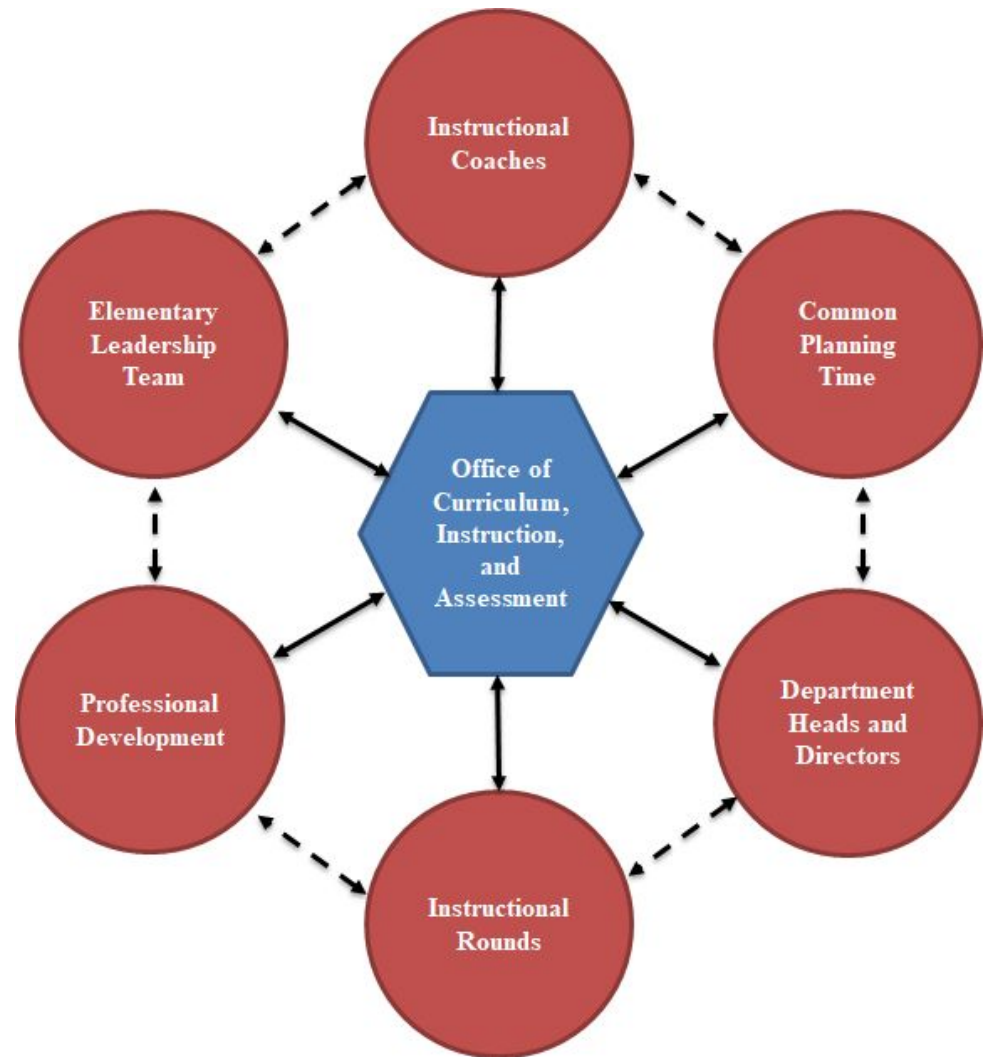 Instructional
Coaches
Elementary
Leadership
Team
Common
Planning
Time
Office of
Curriculum,
Instruction,
and
Assessment
Professional
Development
Department
Heads and
Directors
Instructional
Rounds